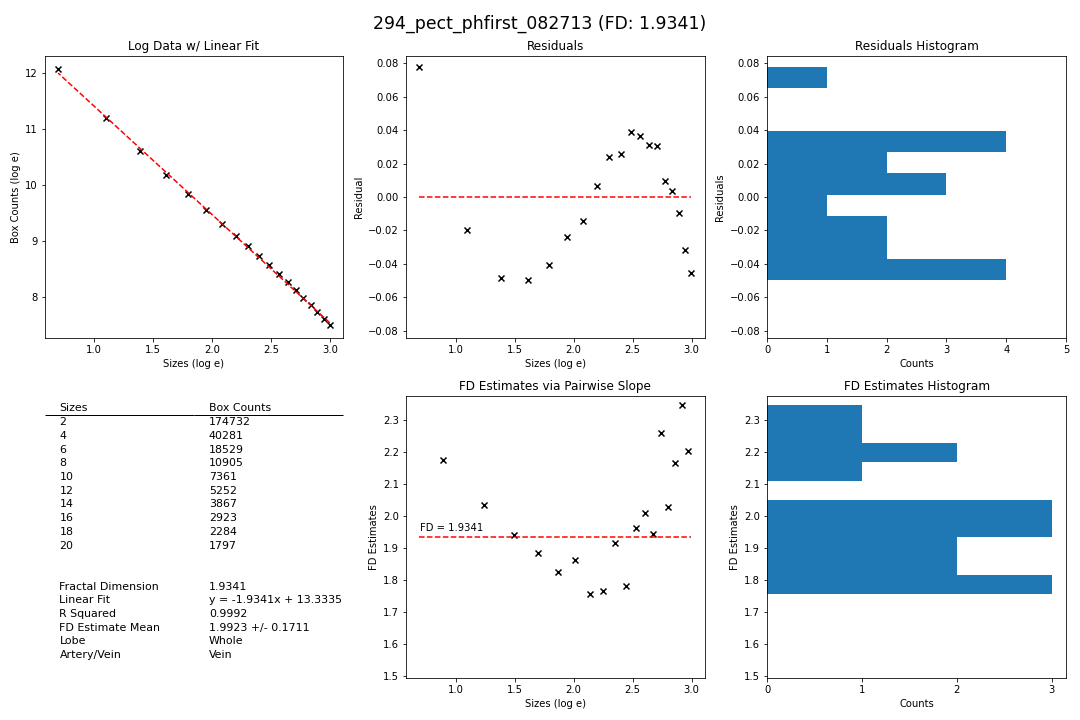 294_pect_phfirst_082713 (FD: 1.9341)
Log Data w/ Linear Fit
Box Counts (log e)
12
11
10
9
8
1.0 1.5 2.0 2.5 3.0
Sizes (log e)
Residuals
Residual
0.08
0.06
0.04
0.02
0.00
−0.02
−0.04
−0.06
−0.08
1.0 1.5 2.0 2.5 3.0
Sizes (log e)
Residuals Histogram
Residuals
0.08
0.06
0.04
0.02
0.00
−0.02
−0.04
−0.06
−0.08
0 1 2 3 4 5
Counts
Sizes Box Counts
2 174732
4 40281
6 18529
8 10905
10 7361
12 5252
14 3867
16 2923
18 2284
20 1797
Fractal Dimension 1.9341
Linear Fit y = -1.9341x + 13.3335
R Squared 0.9992
FD Estimate Mean 1.9923 +/- 0.1711
Lobe Whole
Artery/Vein Vein
FD Estimates via Pairwise Slope
FD Estimates
2.3
2.2
2.1
2.0
1.9
1.8
1.7
1.6
1.5
FD = 1.9341
1.0 1.5 2.0 2.5 3.0
Sizes (log e)
FD Estimates Histogram
FD Estimates
2.3
2.2
2.1
2.0
1.9
1.8
1.7
1.6
1.5
0 1 2 3
Counts